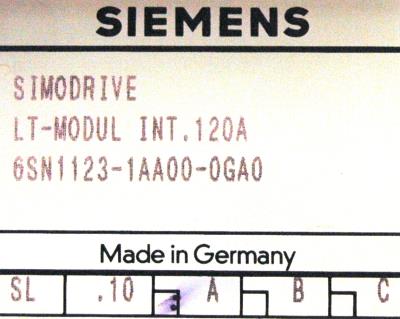 SIEMENS
SIMODRIVE
LT-MODUL INT.120A
6SN1123-1AA00-0GA0
Made in Germany
SL .10 A B C